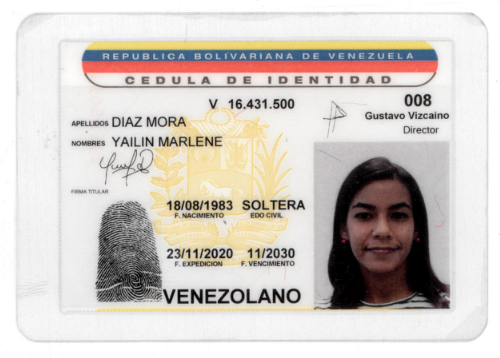 REPUBLICA BOLIVARIANA DE VENEZUELA
CEDULA DE IDENTIDAD
V 16.431.500
008
Gustavo Vizcaino
Director
APELLIDOS DIAZ MORA
NOMBRES YAILIN MARLENE
FIRMA TITULAR
18/08/1983 SOLTERA
F. NACIMIENTO EDO CIVIL
23/11/2020 11/2030
F. EXPEDICION F. VENCIMIENTO
VENEZOLANO